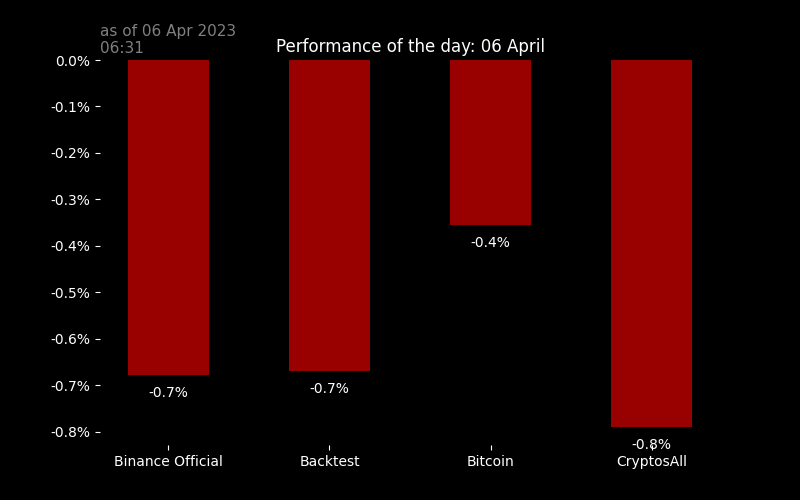 as of 06 Apr 2023
06:31
Performance of the day: 06 April
0.0%
-0.1%
-0.2%
-0.3%
-0.4%
-0.5%
-0.6%
-0.7%
-0.8%
-0.7%
-0.7%
-0.4%
-0.8%
Binance Official
Backtest
Bitcoin
CryptosAll